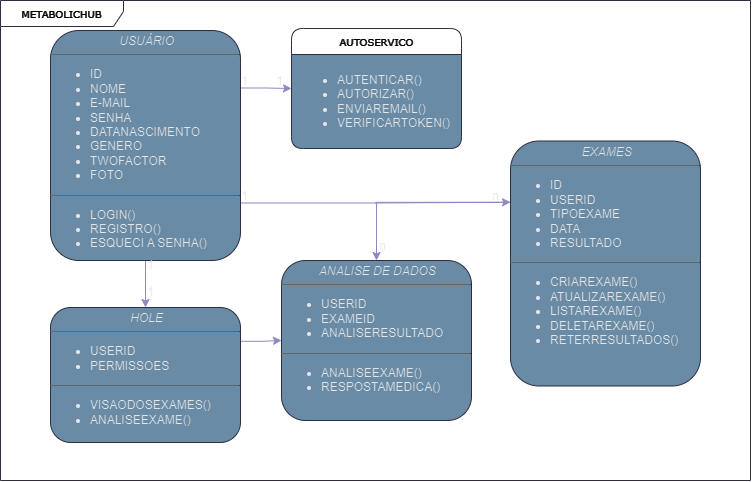 METABOLICHUB
USUÁRIO
ID
NOME
E-MAIL
SENHA
DATANASCIMENTO
GENERO
TWOFACTOR
FOTO
LOGIN()
REGISTRO()
ESQUECI A SENHA()
1
1
AUTOSERVICO
AUTENTICAR()
AUTORIZAR()
ENVIAREMAIL()
VERIFICARTOKEN()
1
n
n
EXAMES
ID
USERID
TIPOEXAME
DATA
RESULTADO
CRIAREXAME()
ATUALIZAREXAME()
LISTAREXAME()
DELETAREXAME()
RETERRESULTADOS()
1
1
HOLE
USERID
PERMISSOES
VISAODOSEXAMES()
ANALISEEXAME()
ANALISE DE DADOS
USERID
EXAMEID
ANALISERESULTADO
ANALISEEXAME()
RESPOSTAMEDICA()